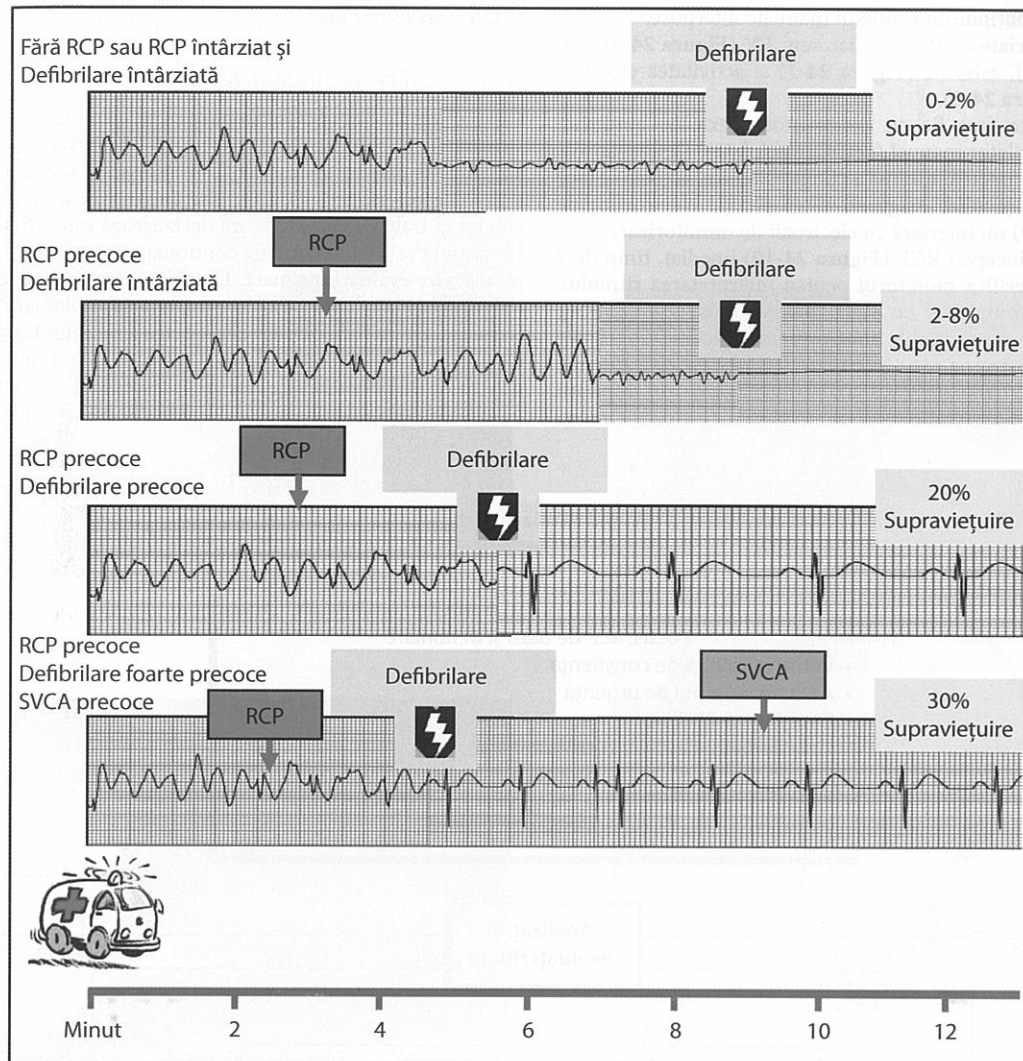 Fără RCP sau RCP întârziat și
Defibrilare întârziată
Defibrilare
0-2%
Supraviețuire
RCP precoce
Defibrilare întârziată
RCP
Defibrilare
2-8%
Supraviețuire
RCP precoce
Defibrilare precoce
RCP
Defibrilare
20%
Supraviețuire
RCP precoce
Defibrilare foarte precoce
SVCA precoce
RCP
Defibrilare
SVCA
30%
Supraviețuire
Minut 2 4 6 8 10 12